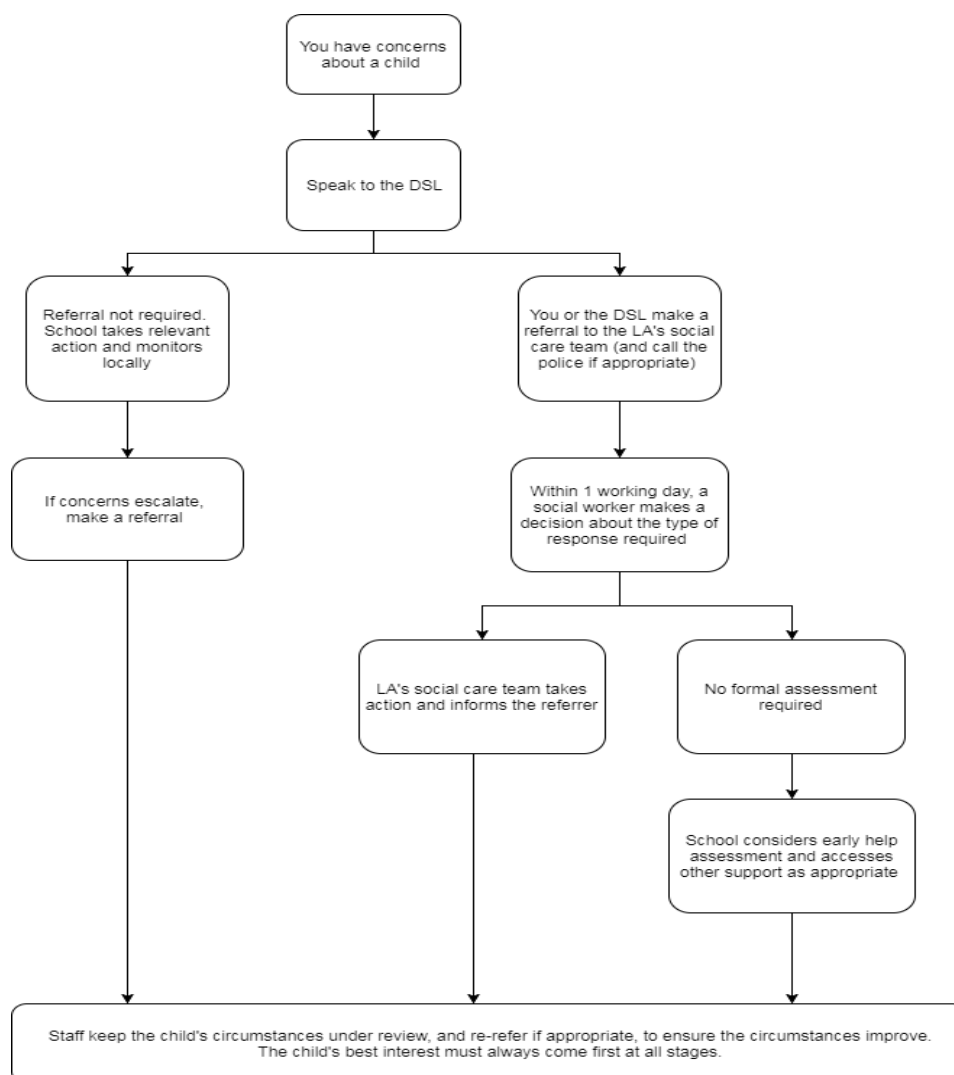 You have concerns
about a child
Speak to the DSL
Referral not required.
School takes relevant
action and monitors
locally
You or the DSL make a
referral to the LA's social
care team (and call the
police if appropriate)
If concerns escalate,
make a referral
Within 1 working day, a
social worker makes a
decision about the type of
response required
LA's social care team takes
action and informs the referrer
No formal assessment
required
School considers early help
assessment and accesses
other support as appropriate
Staff keep the child's circumstances under review, and re-refer if appropriate, to ensure the circumstances improve.
The child's best interest must always come first at all stages.